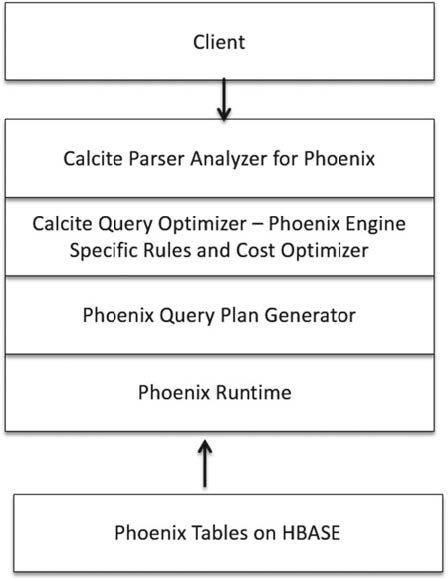 Client
Calcite Parser Analyzer for Phoenix
Calcite Query Optimizer – Phoenix Engine
Specific Rules and Cost Optimizer
Phoenix Query Plan Generator
Phoenix Runtime
Phoenix Tables on HBASE